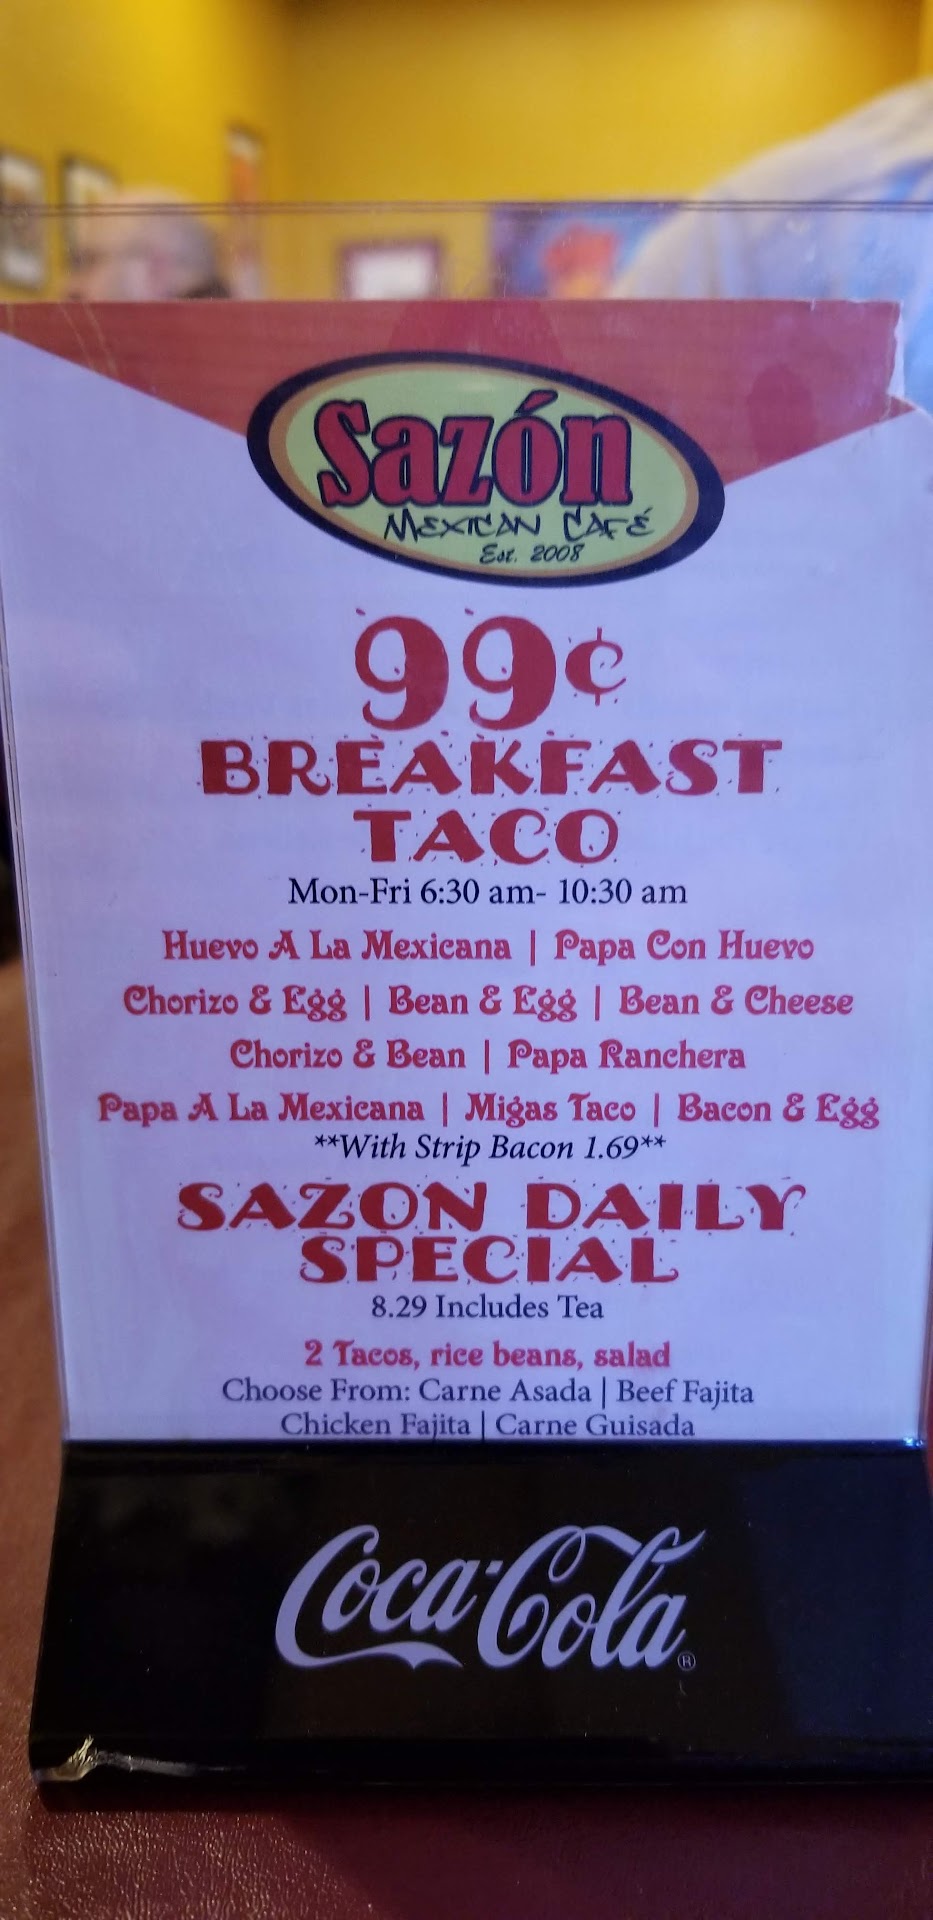 Sazón
Mexican Café
Est. 2008
99¢
BREAKFAST
TACO
Mon-Fri 6:30 am- 10:30 am
Huevo A La Mexicana | Papa Con Huevo
Chorizo & Egg | Bean & Egg | Bean & Cheese
Chorizo & Bean | Papa Ranchera
Papa A La Mexicana | Migas Taco | Bacon & Egg
**With Strip Bacon 1.69**
SAZON DAILY
SPECIAL
8.29 Includes Tea
2 Tacos, rice beans, salad
Choose From: Carne Asada | Beef Fajita
Chicken Fajita | Carne Guisada
Coca-Cola®